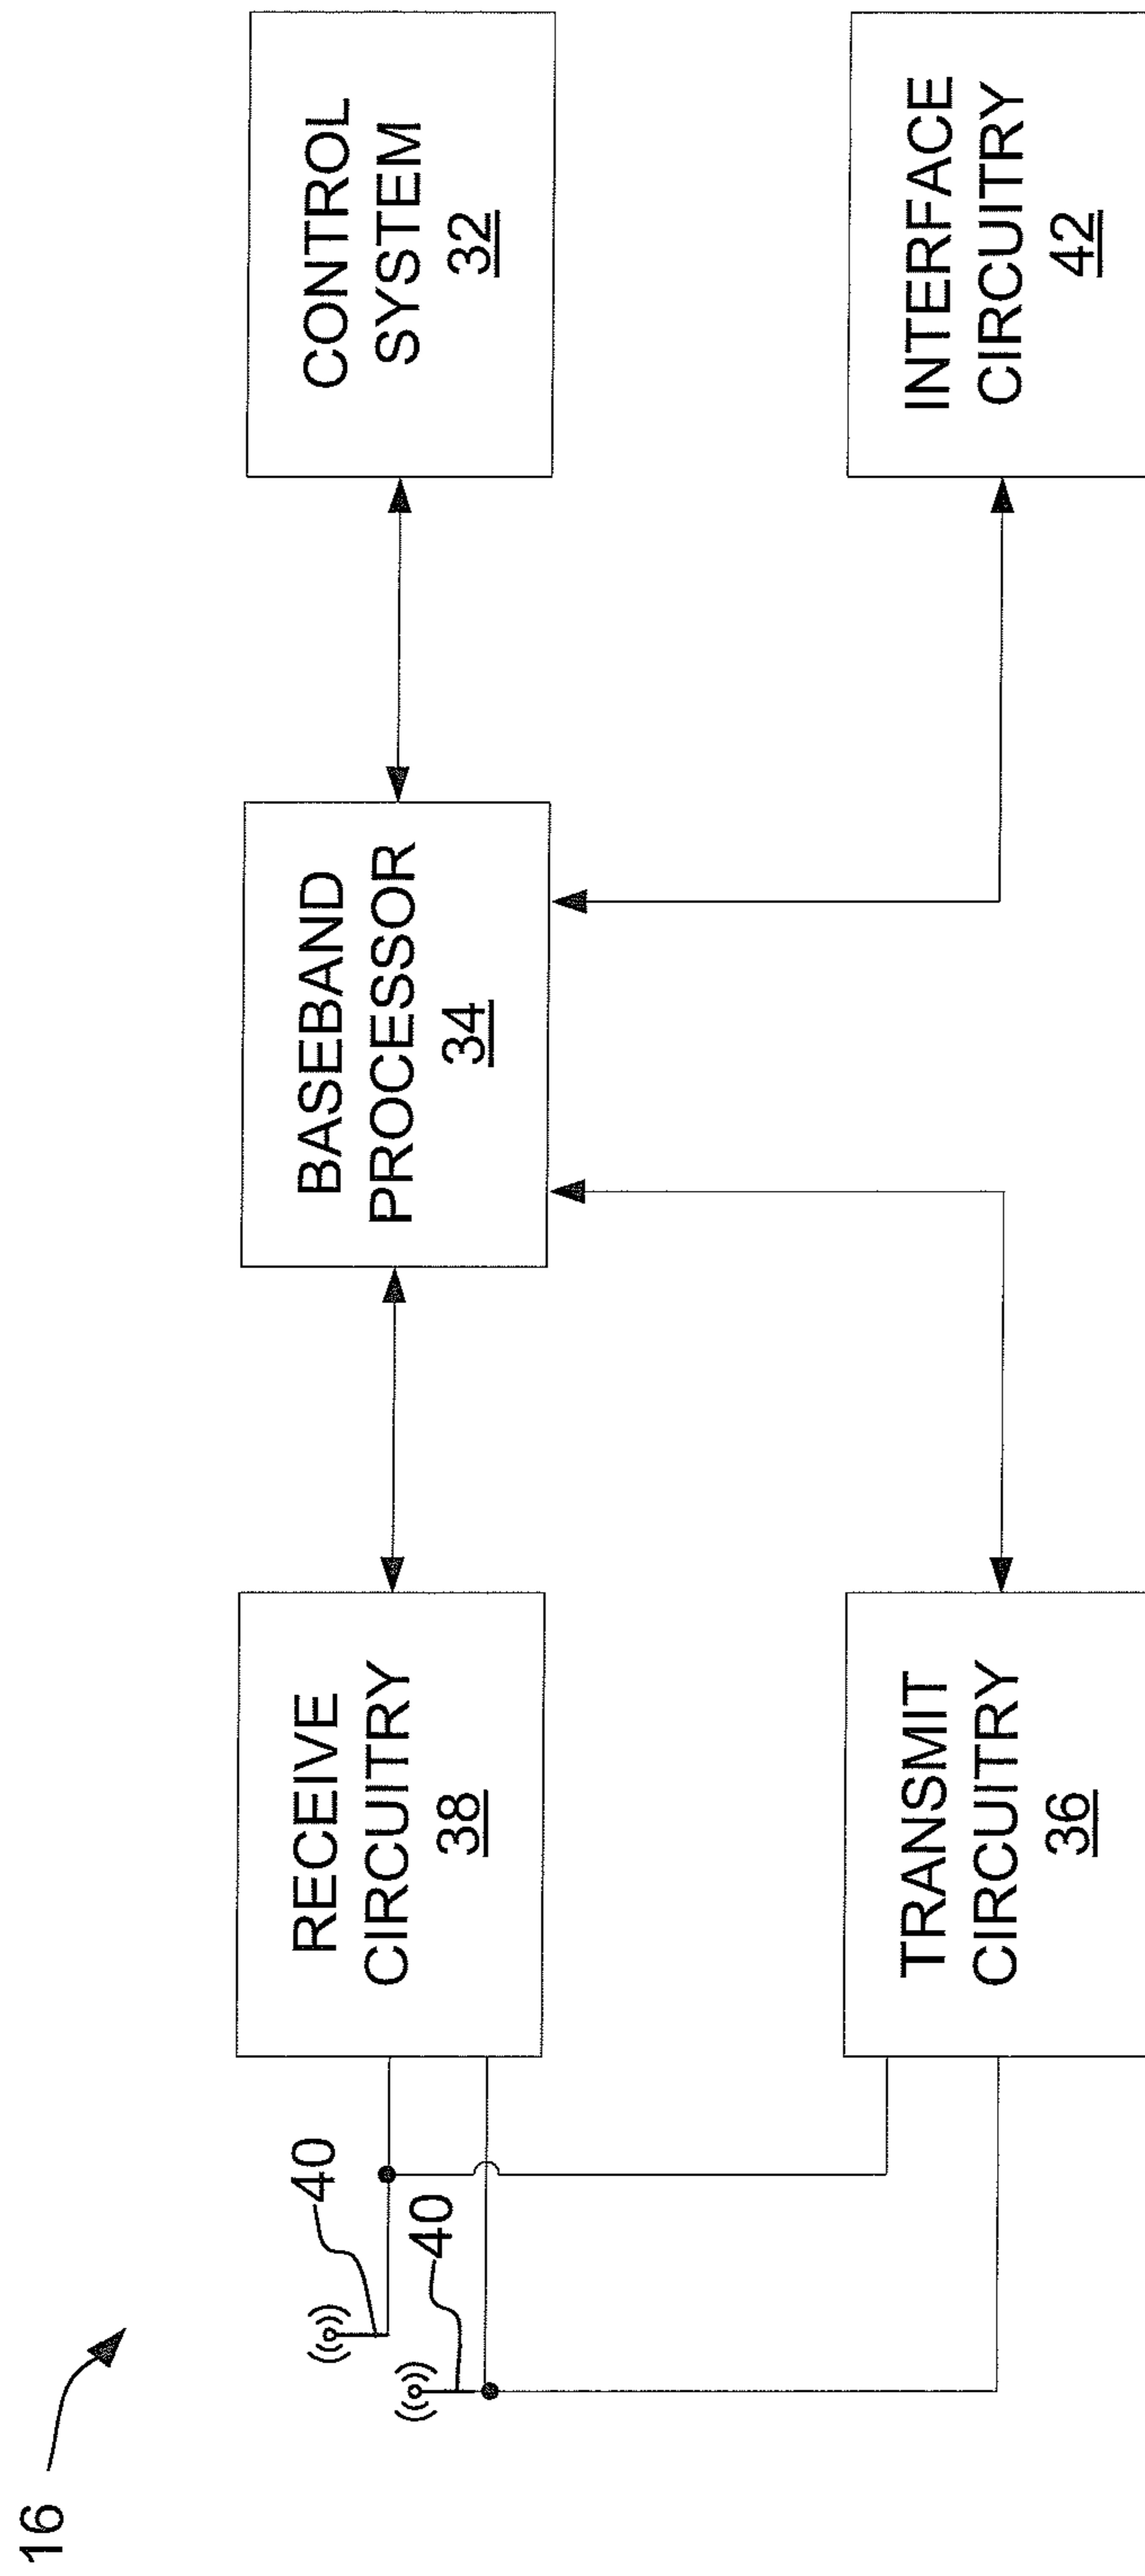 16
40
40
RECEIVE
CIRCUITRY
38
BASEBAND
PROCESSOR
34
CONTROL
SYSTEM
32
TRANSMIT
CIRCUITRY
36
INTERFACE
CIRCUITRY
42